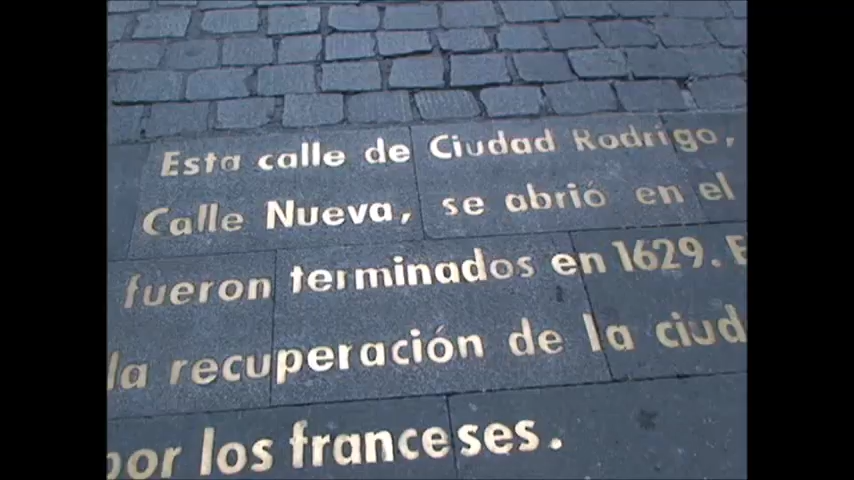 Esta calle de Ciudad Rodrigo,
Calle Nueva, se abrió en el
fueron terminados en 1629. E
la recuperación de la ciud
por los franceses.